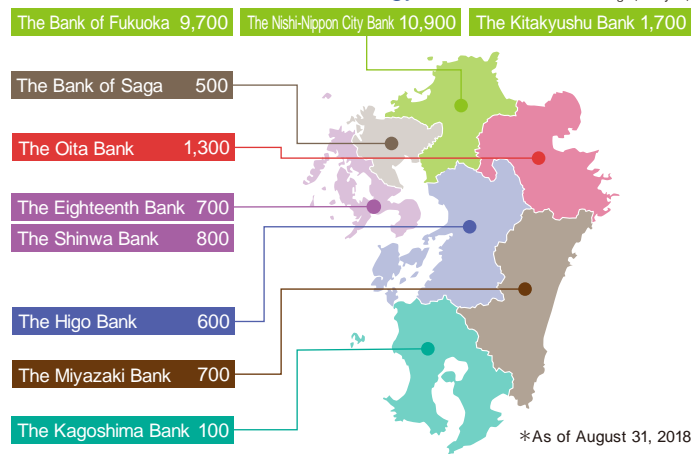 The Bank of Fukuoka 9,700
The Nishi-Nippon City Bank 10,900
The Kitakyushu Bank 1,700
The Bank of Saga 500
The Oita Bank 1,300
The Eighteenth Bank 700
The Shinwa Bank 800
The Higo Bank 600
The Miyazaki Bank 700
The Kagoshima Bank 100
*As of August 31, 2018